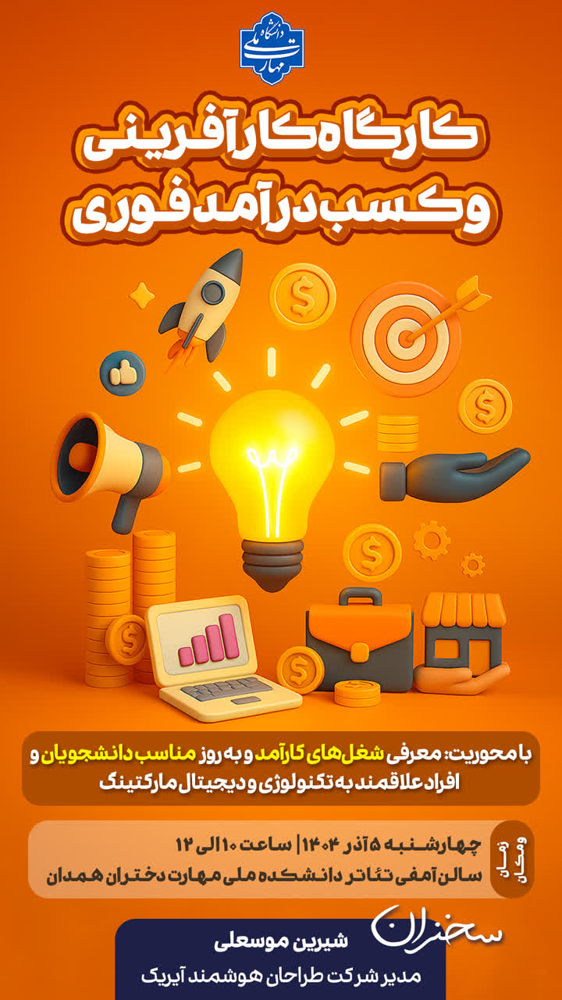 دانشگاه ملی مهارت
کارگاه کارآفرینی
و کسب درآمد فوری
با محوریت: معرفی شغل‌های کارآمد و به روز مناسب دانشجویان و
افراد علاقمند به تکنولوژی و دیجیتال مارکتینگ
زمان
ومکان
چهارشنبه ۵ آذر ۱۴۰۴ | ساعت ۱۰ الی ۱۲
سالن آمفی تئاتر دانشکده ملی مهارت دختران همدان
سخنران
شیرین موسعلی
مدیر شرکت طراحان هوشمند آیریک